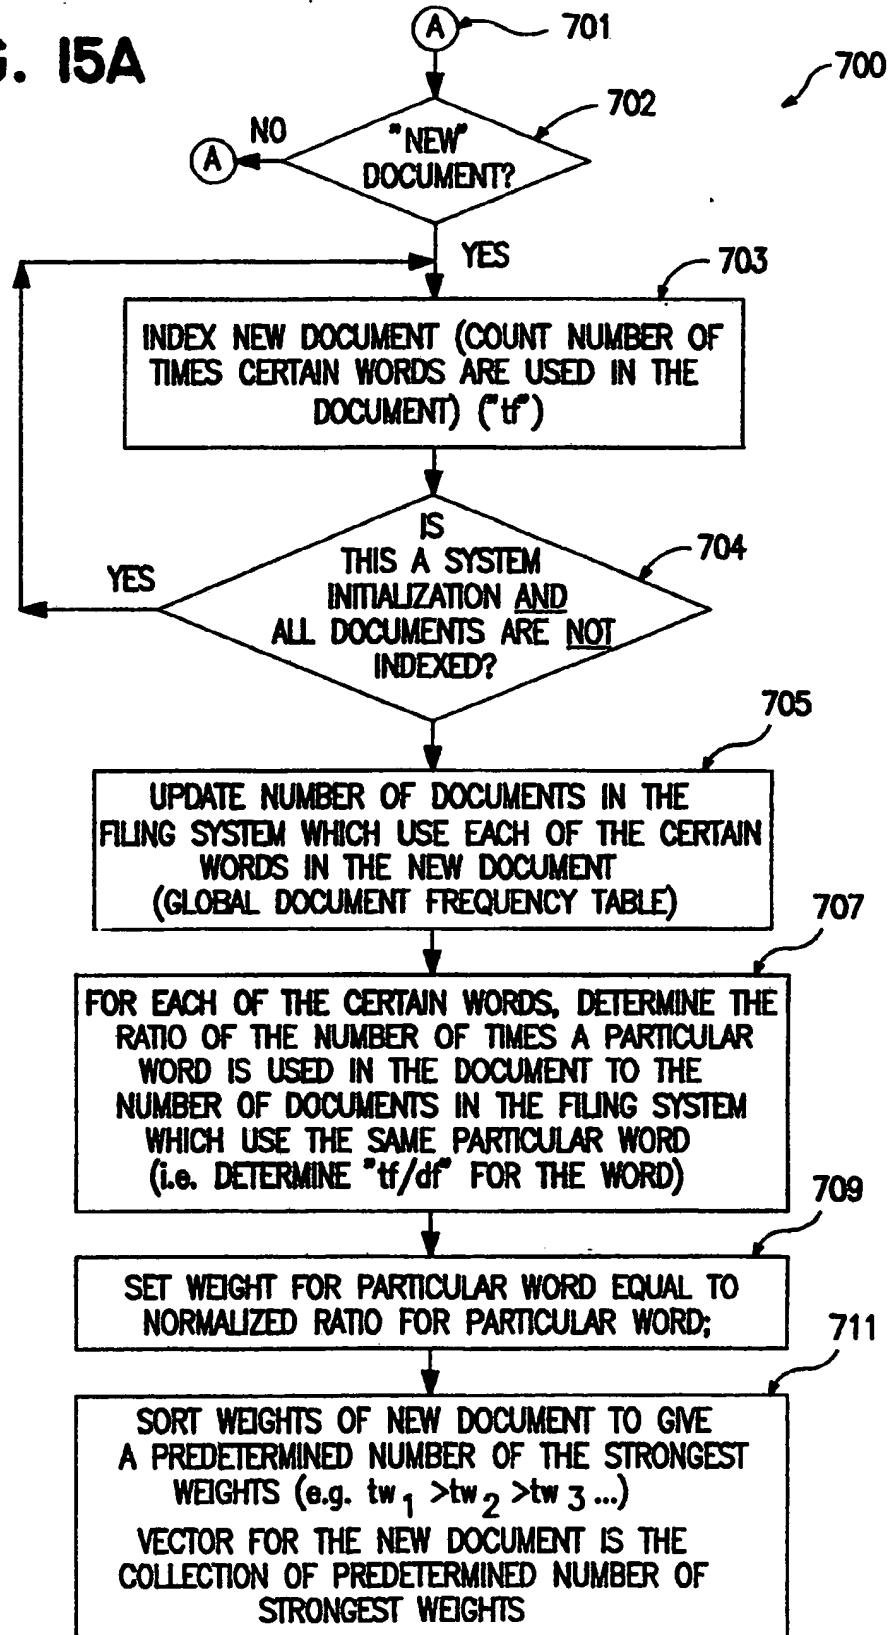 G. 15A
A
701
700
702
"NEW"
DOCUMENT?
NO
A
YES
703
INDEX NEW DOCUMENT (COUNT NUMBER OF
TIMES CERTAIN WORDS ARE USED IN THE
DOCUMENT) ("tf")
IS
THIS A SYSTEM
INITIALIZATION AND
ALL DOCUMENTS ARE NOT
INDEXED?
704
YES
705
UPDATE NUMBER OF DOCUMENTS IN THE
FILING SYSTEM WHICH USE EACH OF THE CERTAIN
WORDS IN THE NEW DOCUMENT
(GLOBAL DOCUMENT FREQUENCY TABLE)
707
FOR EACH OF THE CERTAIN WORDS, DETERMINE THE
RATIO OF THE NUMBER OF TIMES A PARTICULAR
WORD IS USED IN THE DOCUMENT TO THE
NUMBER OF DOCUMENTS IN THE FILING SYSTEM
WHICH USE THE SAME PARTICULAR WORD
(i.e. DETERMINE "tf/df" FOR THE WORD)
709
SET WEIGHT FOR PARTICULAR WORD EQUAL TO
NORMALIZED RATIO FOR PARTICULAR WORD;
711
SORT WEIGHTS OF NEW DOCUMENT TO GIVE
A PREDETERMINED NUMBER OF THE STRONGEST
WEIGHTS (e.g. tw1 >tw2 >tw3 ...)
VECTOR FOR THE NEW DOCUMENT IS THE
COLLECTION OF PREDETERMINED NUMBER OF
STRONGEST WEIGHTS